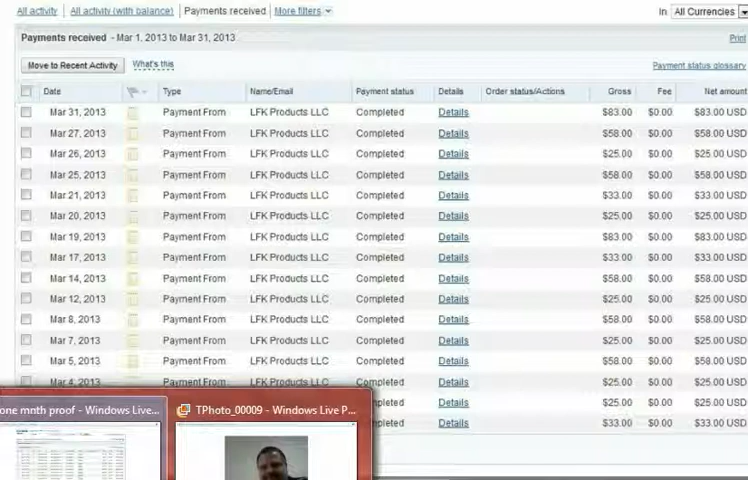 All activity | All activity (with balance) | Payments received | More filters In: All Currencies
Payments received - Mar 1, 2013 to Mar 31, 2013 Print
Move to Recent Activity What's this Payment status glossary
Date Type Name/Email Payment status Details Order status/Actions Gross Fee Net amount
Mar 31, 2013 Payment From LFK Products LLC Completed Details $83.00 $0.00 $83.00 USD
Mar 27, 2013 Payment From LFK Products LLC Completed Details $58.00 $0.00 $58.00 USD
Mar 26, 2013 Payment From LFK Products LLC Completed Details $25.00 $0.00 $25.00 USD
Mar 25, 2013 Payment From LFK Products LLC Completed Details $58.00 $0.00 $58.00 USD
Mar 21, 2013 Payment From LFK Products LLC Completed Details $33.00 $0.00 $33.00 USD
Mar 20, 2013 Payment From LFK Products LLC Completed Details $25.00 $0.00 $25.00 USD
Mar 19, 2013 Payment From LFK Products LLC Completed Details $83.00 $0.00 $83.00 USD
Mar 17, 2013 Payment From LFK Products LLC Completed Details $33.00 $0.00 $33.00 USD
Mar 14, 2013 Payment From LFK Products LLC Completed Details $58.00 $0.00 $58.00 USD
Mar 12, 2013 Payment From LFK Products LLC Completed Details $25.00 $0.00 $25.00 USD
Mar 8, 2013 Payment From LFK Products LLC Completed Details $58.00 $0.00 $58.00 USD
Mar 7, 2013 Payment From LFK Products LLC Completed Details $25.00 $0.00 $25.00 USD
Mar 5, 2013 Payment From LFK Products LLC Completed Details $58.00 $0.00 $58.00 USD
Mar 4, 2013 Payment From LFK Products LLC Completed Details $25.00 $0.00 $25.00 USD
pleted Details $25.00 $0.00 $25.00 USD
pleted Details $33.00 $0.00 $33.00 USD
one mnth proof - Windows Live... TPhoto_00009 - Windows Live P...